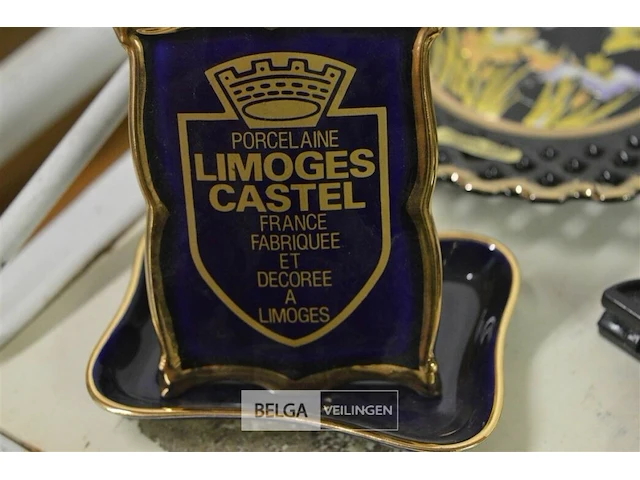 PORCELAINE
LIMOGES
CASTEL
FRANCE
FABRIQUEE
ET
DECOREE
A
LIMOGES
BELGA VEILINGEN